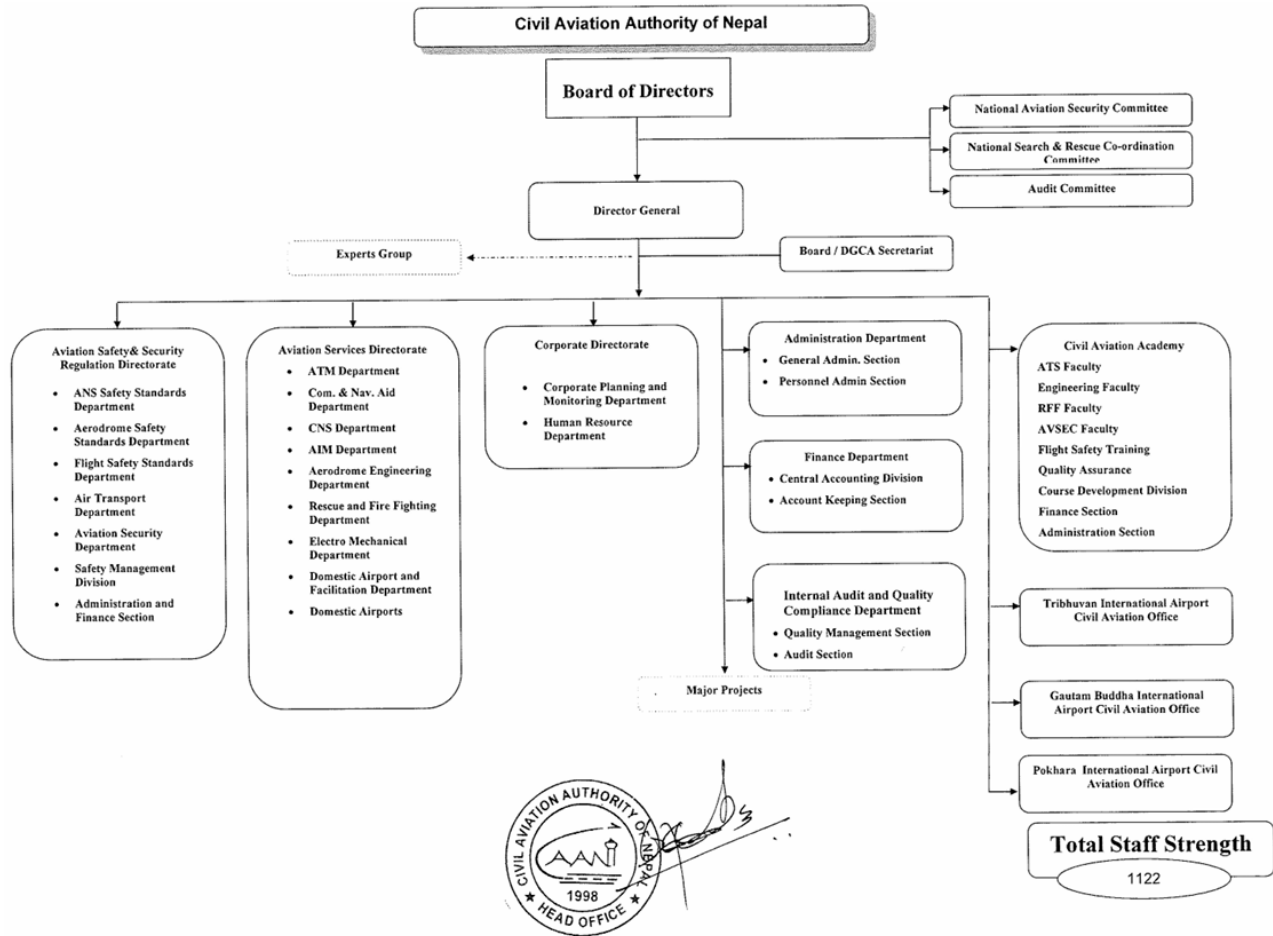 Civil Aviation Authority of Nepal
Board of Directors
National Aviation Security Committee
National Search & Rescue Co-ordination
Committee
Audit Committee
Director General
Experts Group
Board / DGCA Secretariat
Aviation Safety& Security
Regulation Directorate
• ANS Safety Standards
Department
• Aerodrome Safety
Standards Department
• Flight Safety Standards
Department
• Air Transport
Department
• Aviation Security
Department
• Safety Management
Division
• Administration and
Finance Section
Aviation Services Directorate
• ATM Department
• Com. & Nav. Aid
Department
• CNS Department
• AIM Department
• Aerodrome Engineering
Department
• Rescue and Fire Fighting
Department
• Electro Mechanical
Department
• Domestic Airport and
Facilitation Department
• Domestic Airports
Corporate Directorate
• Corporate Planning and
Monitoring Department
• Human Resource
Department
Administration Department
• General Admin. Section
• Personnel Admin Section
Finance Department
• Central Accounting Division
• Account Keeping Section
Internal Audit and Quality
Compliance Department
• Quality Management Section
• Audit Section
Major Projects
Civil Aviation Academy
ATS Faculty
Engineering Faculty
RFF Faculty
AVSEC Faculty
Flight Safety Training
Quality Assurance
Course Development Division
Finance Section
Administration Section
Tribhuvan International Airport
Civil Aviation Office
Gautam Buddha International
Airport Civil Aviation Office
Pokhara International Airport Civil
Aviation Office
Total Staff Strength
1122
CIVIL AVIATION AUTHORITY OF NEPAL
CAAN
1998
★ HEAD OFFICE ★